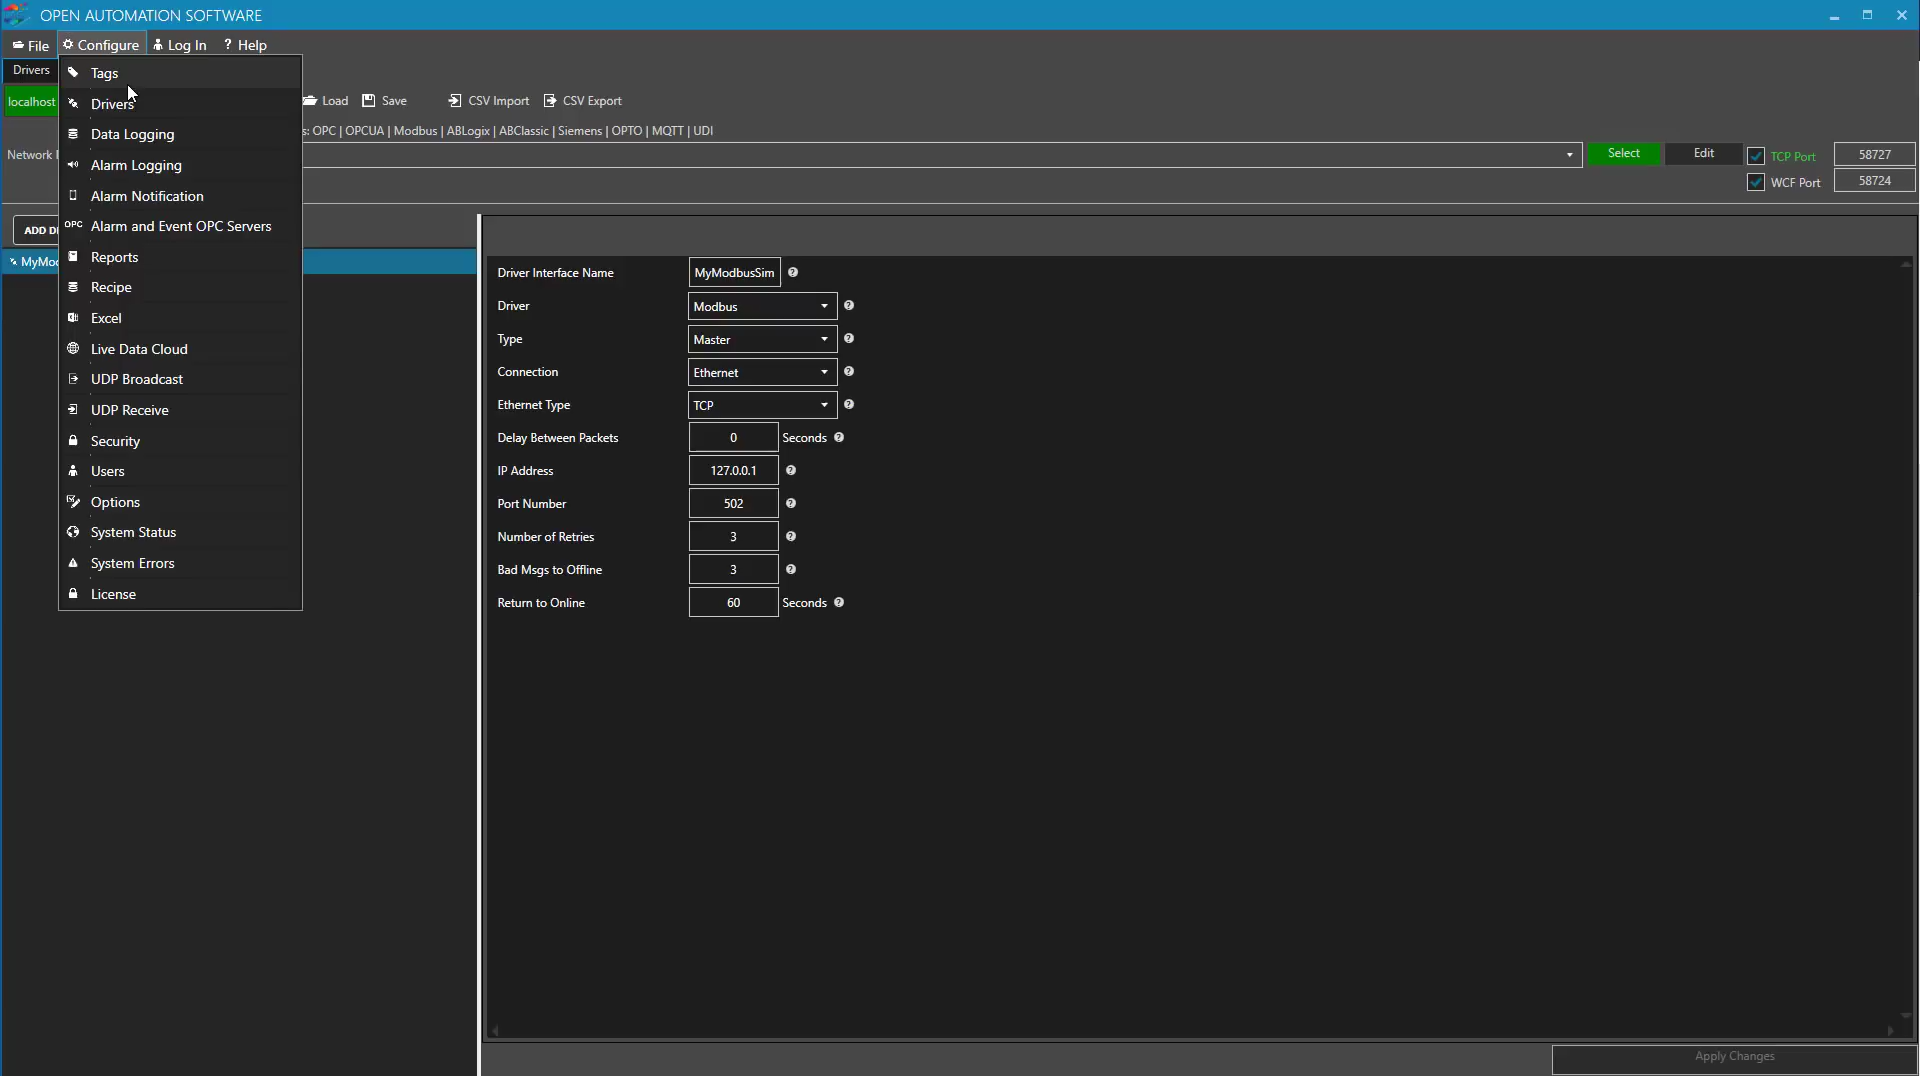 OPEN AUTOMATION SOFTWARE
File Configure Log In ? Help
Drivers
Tags
localhost
Drivers
Load Save CSV Import CSV Export
Data Logging
s: OPC | OPCUA | Modbus | ABLogix | ABClassic | Siemens | OPTO | MQTT | UDI
Network
Select Edit TCP Port 58727
Alarm Logging
WCF Port 58724
Alarm Notification
OPC Alarm and Event OPC Servers
ADD D
Reports
MyMo
Recipe
Excel
Live Data Cloud
UDP Broadcast
UDP Receive
Security
Users
Options
System Status
System Errors
License
Driver Interface Name MyModbusSim
Driver Modbus
Type Master
Connection Ethernet
Ethernet Type TCP
Delay Between Packets 0 Seconds
IP Address 127.0.0.1
Port Number 502
Number of Retries 3
Bad Msgs to Offline 3
Return to Online 60 Seconds
Apply Changes